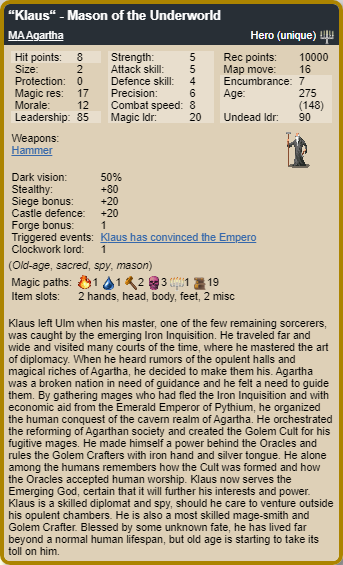 “Klaus“ - Mason of the Underworld
MA Agartha Hero (unique)
Hit points: 8 Strength: 5 Rec points: 10000
Size: 2 Attack skill: 5 Map move: 16
Protection: 0 Defence skill: 4 Encumbrance: 7
Magic res: 17 Precision: 6 Age: 275
Morale: 12 Combat speed: 8 (148)
Leadership: 85 Magic ldr: 20 Undead ldr: 90
Weapons:
Hammer
Dark vision: 50%
Stealthy: +80
Siege bonus: +20
Castle defence: +20
Forge bonus: 1
Triggered events: Klaus has convinced the Empero
Clockwork lord: 1
(Old-age, sacred, spy, mason)
Magic paths: 1 1 2 3 1 19
Item slots: 2 hands, head, body, feet, 2 misc
Klaus left Ulm when his master, one of the few remaining sorcerers,
was caught by the emerging Iron Inquisition. He traveled far and
wide and visited many courts of the time, where he mastered the art
of diplomacy. When he heard rumors of the opulent halls and
magical riches of Agartha, he decided to make them his. Agartha
was a broken nation in need of guidance and he felt a need to guide
them. By gathering mages who had fled the Iron Inquisition and with
economic aid from the Emerald Emperor of Pythium, he organized
the human conquest of the cavern realm of Agartha. He orchestrated
the reforming of Agarthan society and created the Golem Cult for his
fugitive mages. He made himself a power behind the Oracles and
rules the Golem Crafters with iron hand and silver tongue. He alone
among the humans remembers how the Cult was formed and how
the Oracles accepted human worship. Klaus now serves the
Emerging God, certain that it will further his interests and power.
Klaus is a skilled diplomat and spy, should he care to venture outside
his opulent chambers. He is also a most skilled mage-smith and
Golem Crafter. Blessed by some unknown fate, he has lived far
beyond a normal human lifespan, but old age is starting to take its
toll on him.